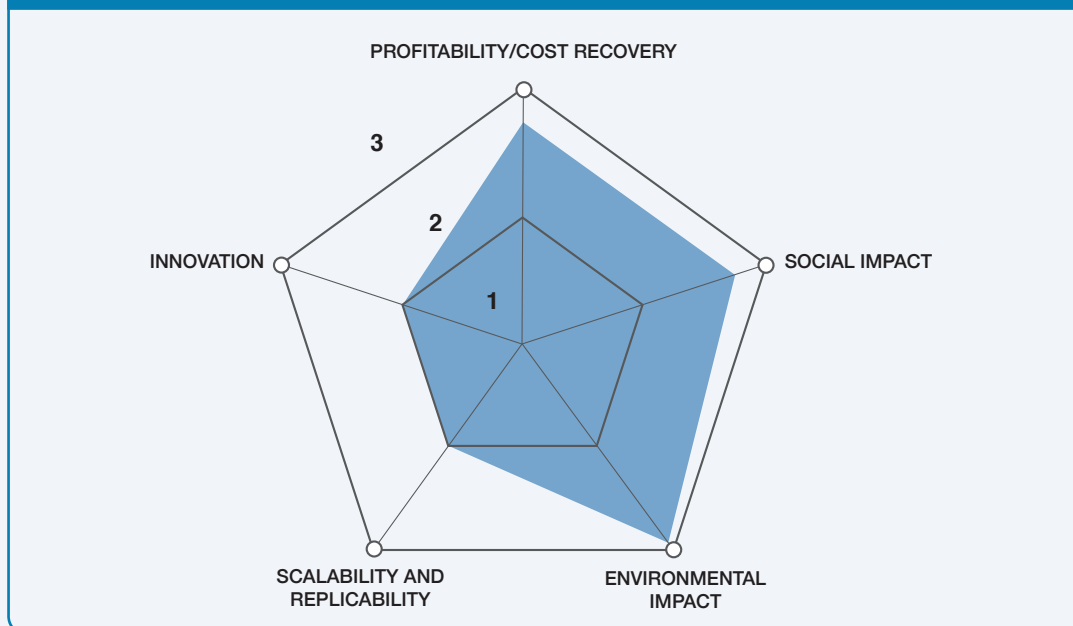 PROFITABILITY/COST RECOVERY
3
2
INNOVATION
SOCIAL IMPACT
1
SCALABILITY AND
REPLICABILITY
ENVIRONMENTAL
IMPACT